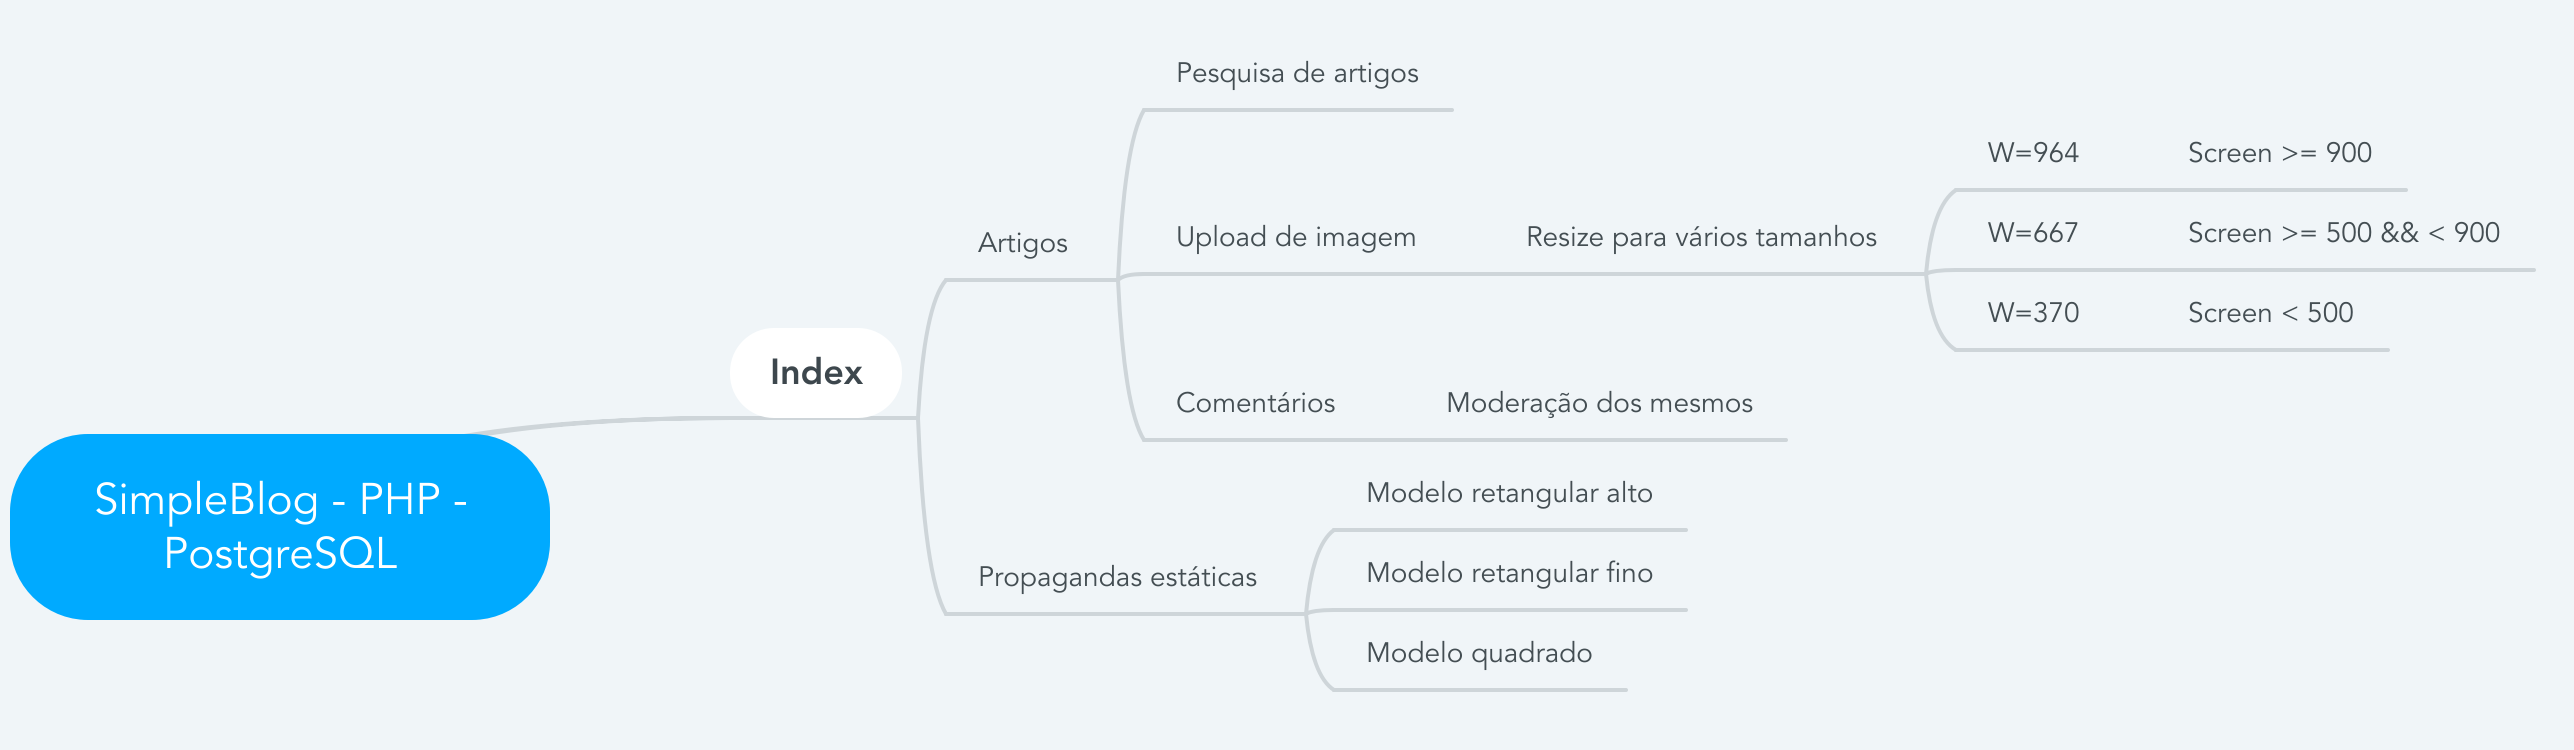 SimpleBlog - PHP -
PostgreSQL
Index
Artigos
Pesquisa de artigos
Upload de imagem
Resize para vários tamanhos
W=964
Screen >= 900
W=667
Screen >= 500 && < 900
W=370
Screen < 500
Comentários
Moderação dos mesmos
Propagandas estáticas
Modelo retangular alto
Modelo retangular fino
Modelo quadrado